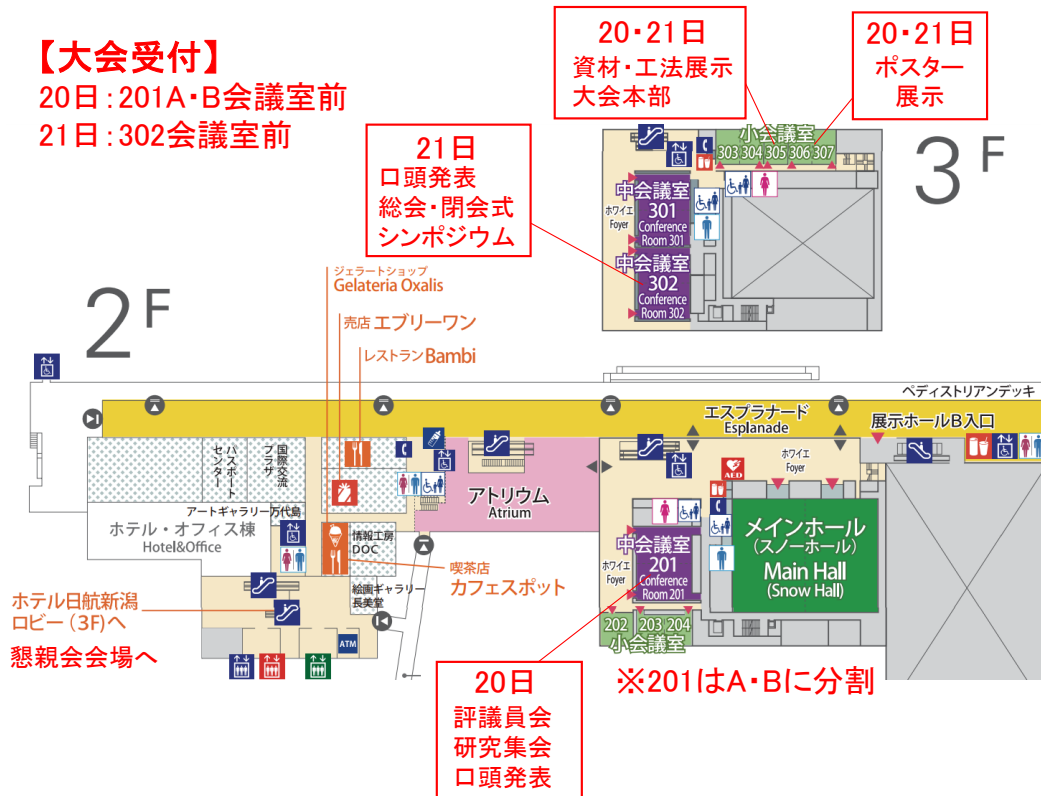 【大会受付】
20日：201A・B会議室前
21日：302会議室前
20・21日
資材・工法展示
大会本部
20・21日
ポスター
展示
21日
口頭発表
総会・閉会式
シンポジウム
3F
小会議室
303 304 305 306 307
中会議室
301
Conference
Room 301
ホワイエ
Foyer
中会議室
302
Conference
Room 302
2F
ジェラートショップ
Gelateria Oxalis
売店 エブリーワン
レストラン Bambi
ペディストリアンデッキ
エスプラナード
Esplanade
展示ホールB入口
パスポート
センター
国際交流
プラザ
アートギャラリー万代島
ホテル・オフィス棟
Hotel&Office
アトリウム
Atrium
ホワイエ
Foyer
AED
メインホール
（スノーホール）
Main Hall
(Snow Hall)
中会議室
201
Conference
Room 201
ホワイエ
Foyer
202 203 204
小会議室
情報工房
DOC
喫茶店
カフェスポット
絵画ギャラリー
長美堂
ATM
ホテル日航新潟
ロビー（3F）へ
懇親会会場へ
20日
評議員会
研究集会
口頭発表
※201はA・Bに分割